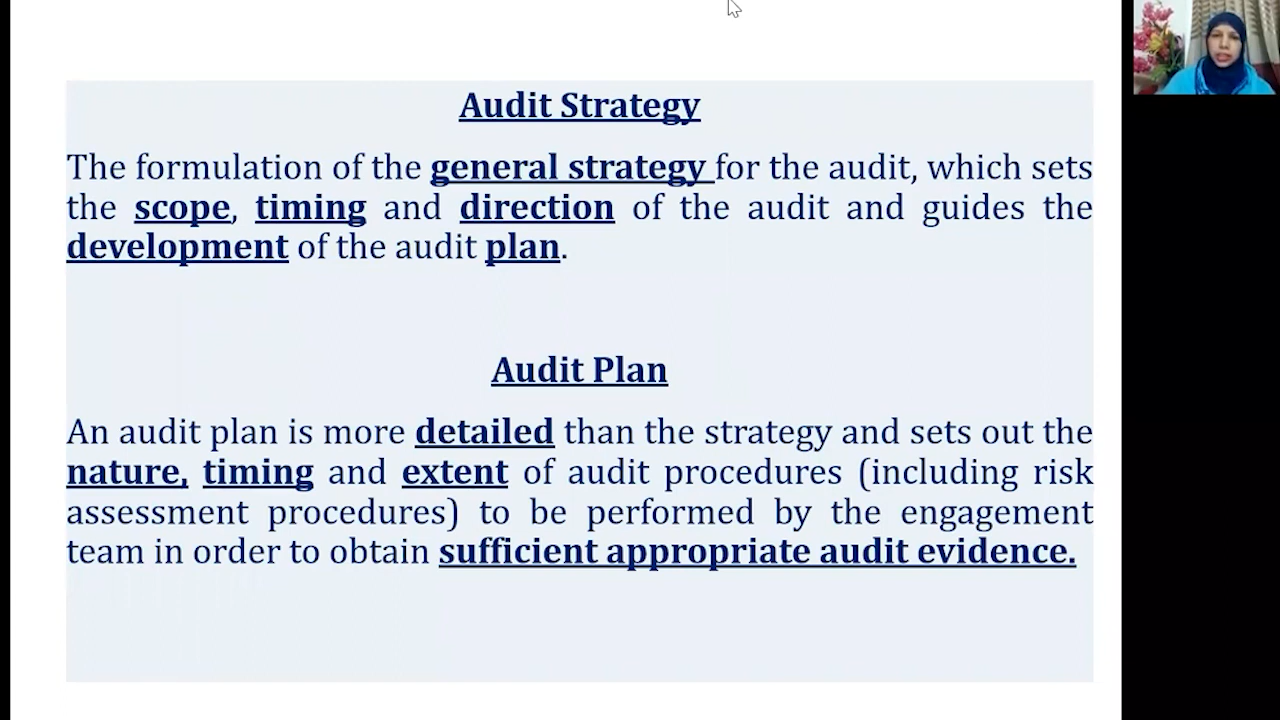 Audit Strategy
The formulation of the general strategy for the audit, which sets
the scope, timing and direction of the audit and guides the
development of the audit plan.
Audit Plan
An audit plan is more detailed than the strategy and sets out the
nature, timing and extent of audit procedures (including risk
assessment procedures) to be performed by the engagement
team in order to obtain sufficient appropriate audit evidence.